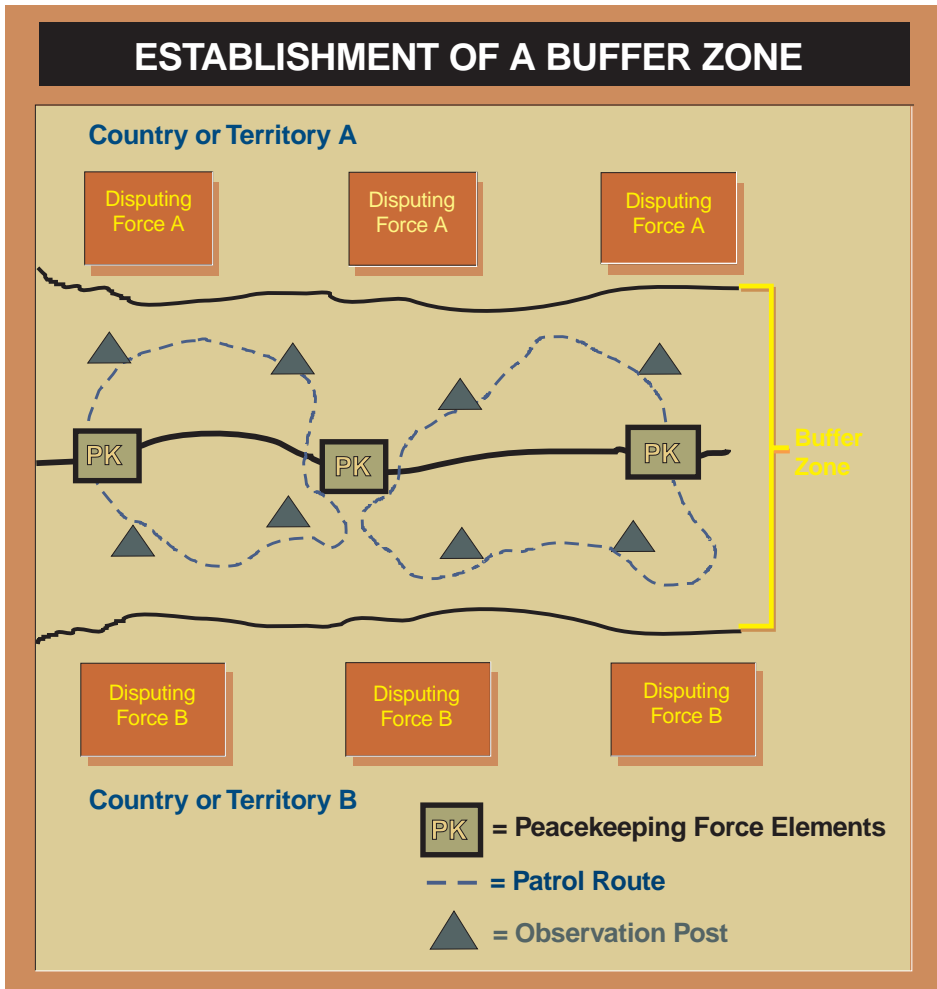 ESTABLISHMENT OF A BUFFER ZONE
Country or Territory A
Disputing
Force A
Disputing
Force A
Disputing
Force A
PK
PK
PK
Buffer
Zone
Disputing
Force B
Disputing
Force B
Disputing
Force B
Country or Territory B
PK = Peacekeeping Force Elements
= Patrol Route
= Observation Post